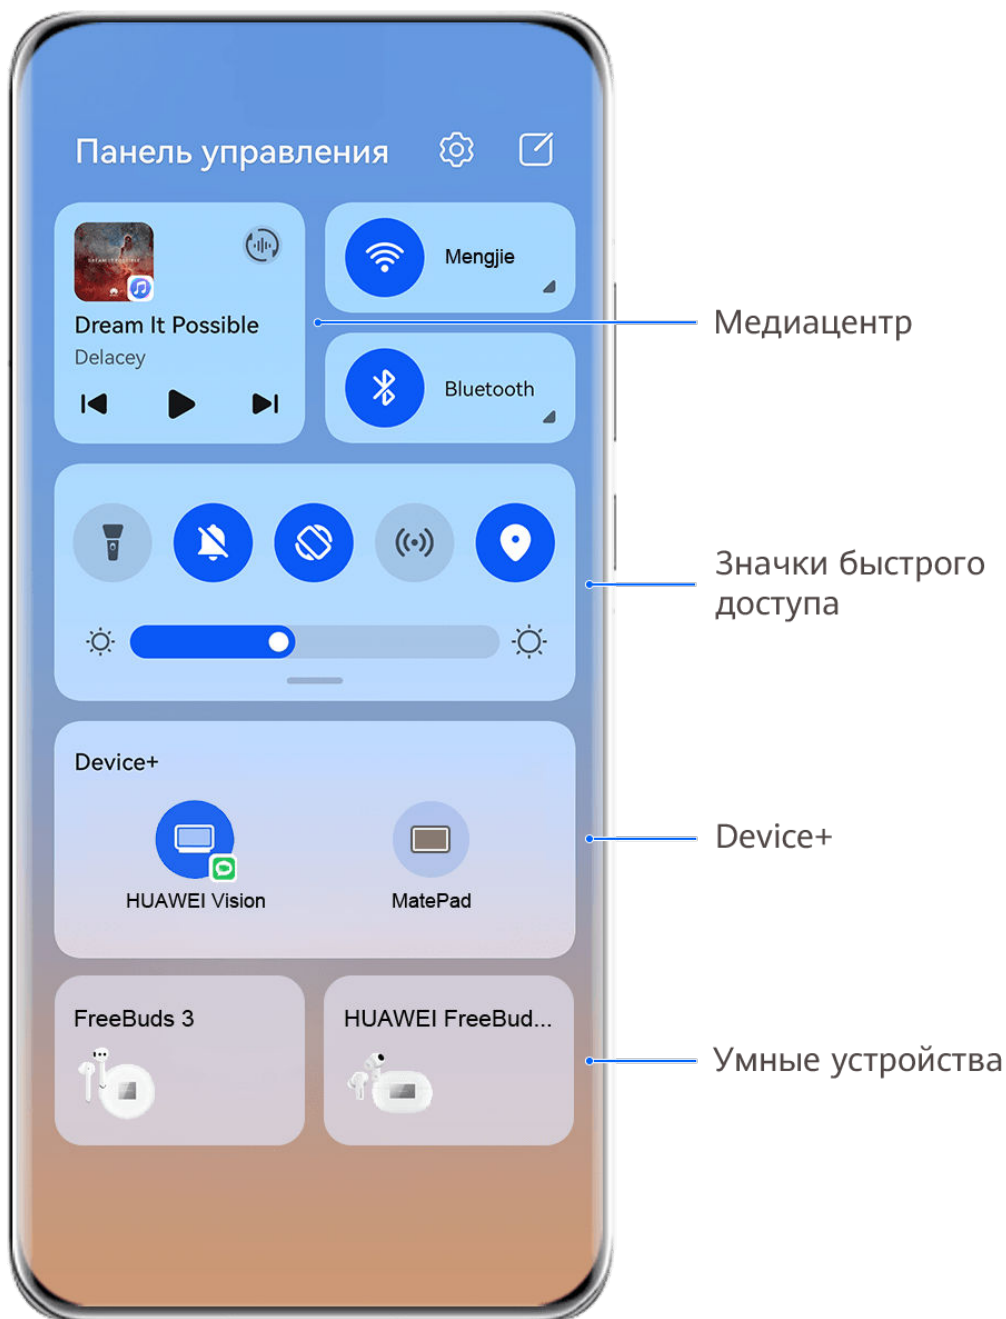 Панель управления
Mengjie
Dream It Possible
Delacey
Bluetooth
Медиацентр
Значки быстрого
доступа
Device+
HUAWEI Vision
MatePad
Device+
FreeBuds 3
HUAWEI FreeBud...
Умные устройства